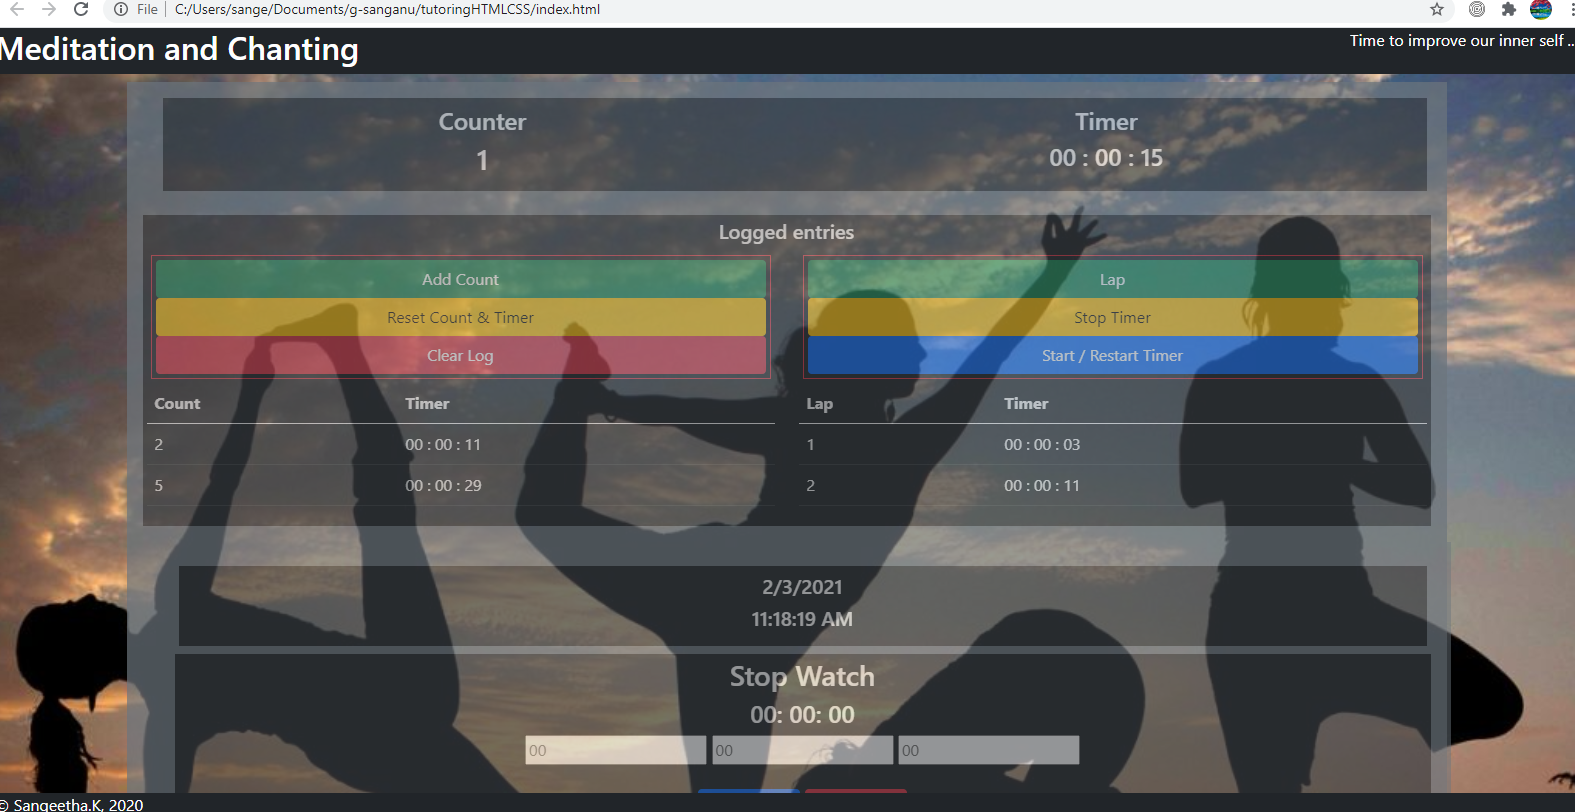 File C:/Users/sange/Documents/g-sanganu/tutoringHTMLCSS/index.html
Meditation and Chanting
Time to improve our inner self ..
Counter
1
Timer
00 : 00 : 15
Logged entries
Add Count
Reset Count & Timer
Clear Log
Lap
Stop Timer
Start / Restart Timer
Count Timer
2 00 : 00 : 11
5 00 : 00 : 29
Lap Timer
1 00 : 00 : 03
2 00 : 00 : 11
2/3/2021
11:18:19 AM
Stop Watch
00: 00: 00
00 00 00
© Sangeetha.K, 2020